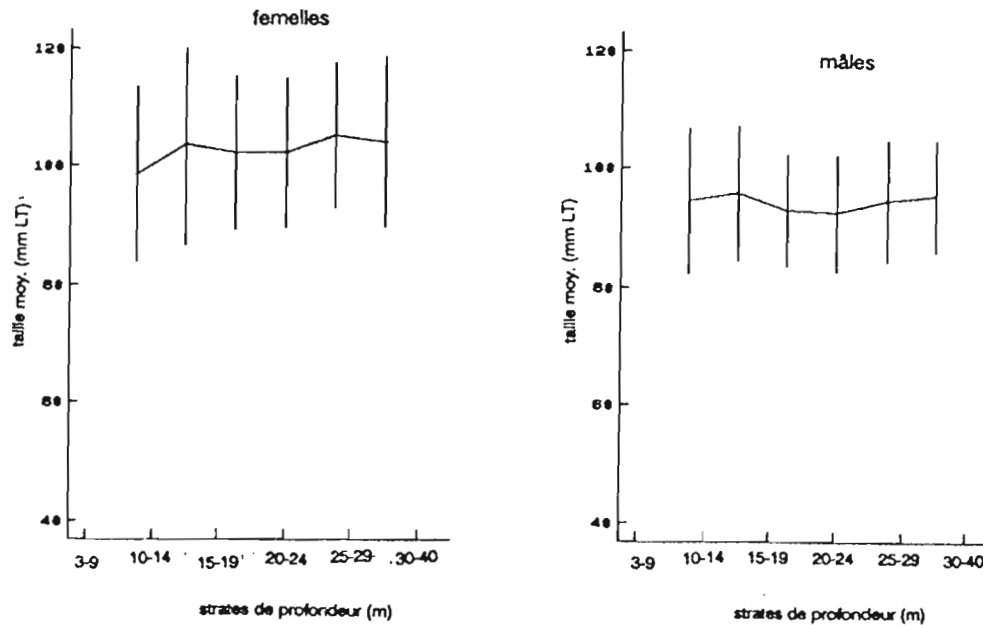 femelles
120
100
80
60
40
taille moy. (mm LT)
3-9 10-14 15-19 20-24 25-29 30-40
strates de profondeur (m)
mâles
120
100
80
60
40
taille moy. (mm LT)
3-9 10-14 15-19 20-24 25-29 30-40
strates de profondeur (m)